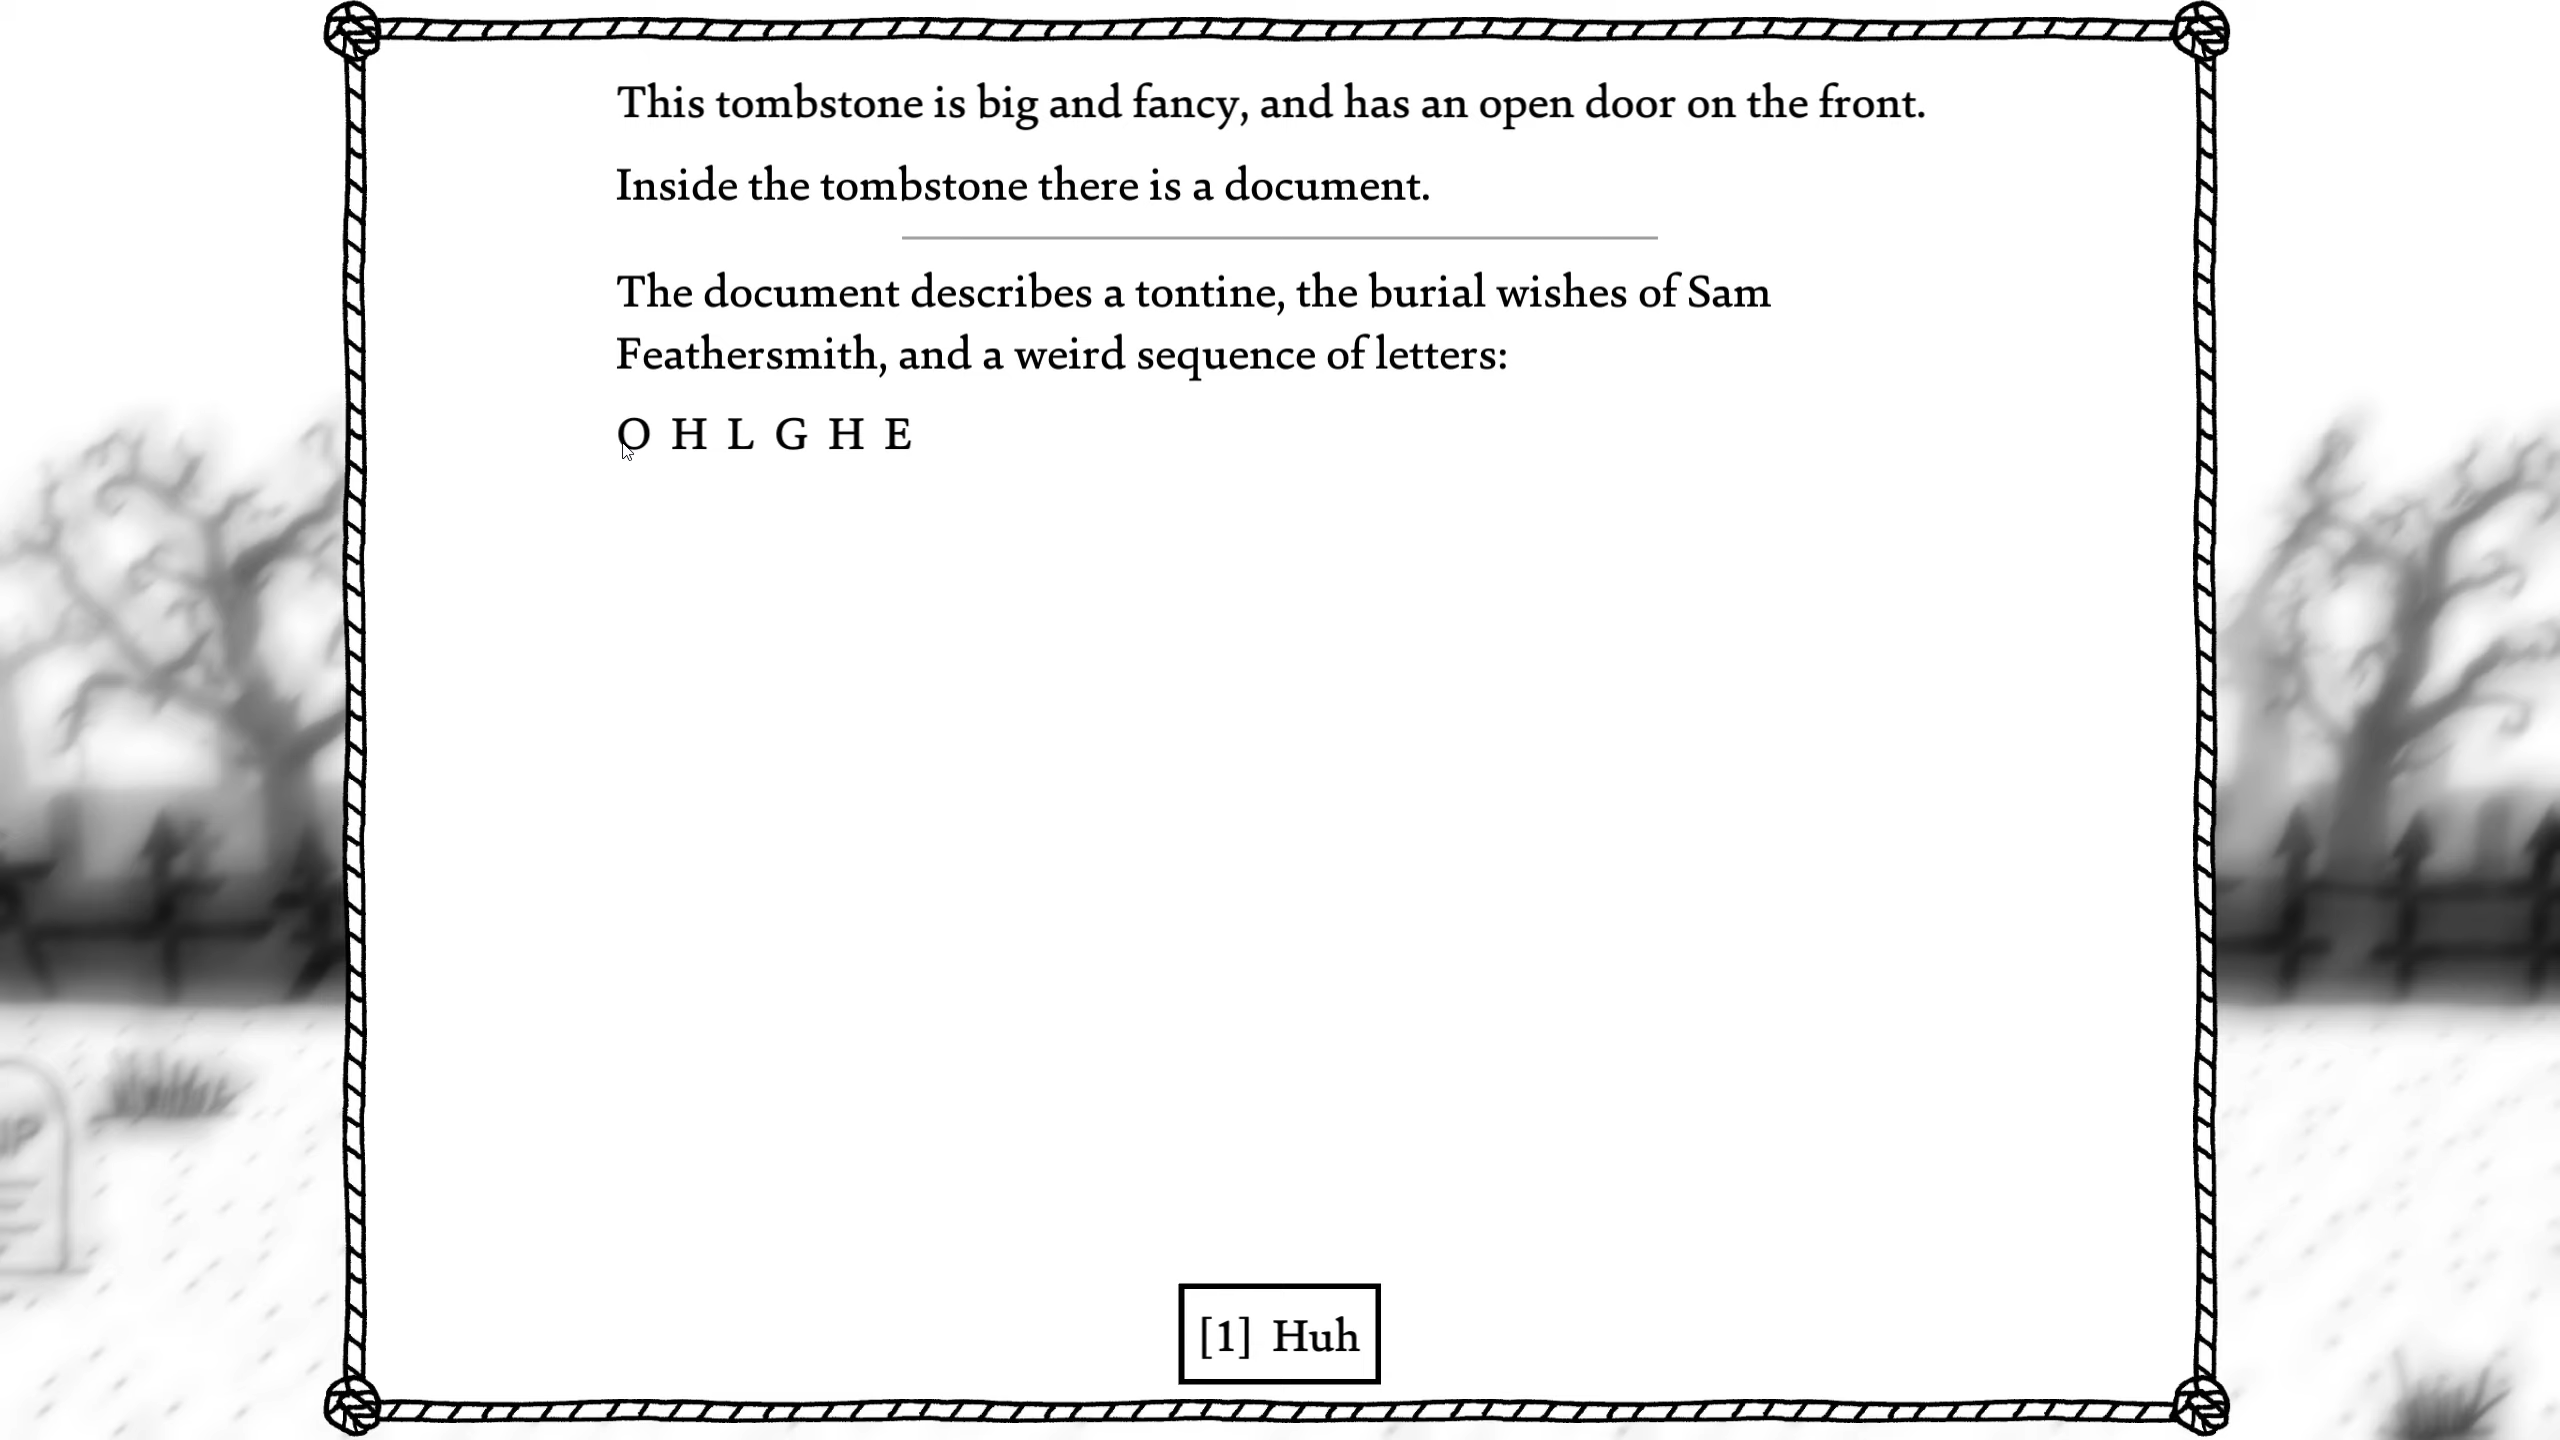 This tombstone is big and fancy, and has an open door on the front.
Inside the tombstone there is a document.
The document describes a tontine, the burial wishes of Sam
Feathersmith, and a weird sequence of letters:
O H L G H E
[1] Huh